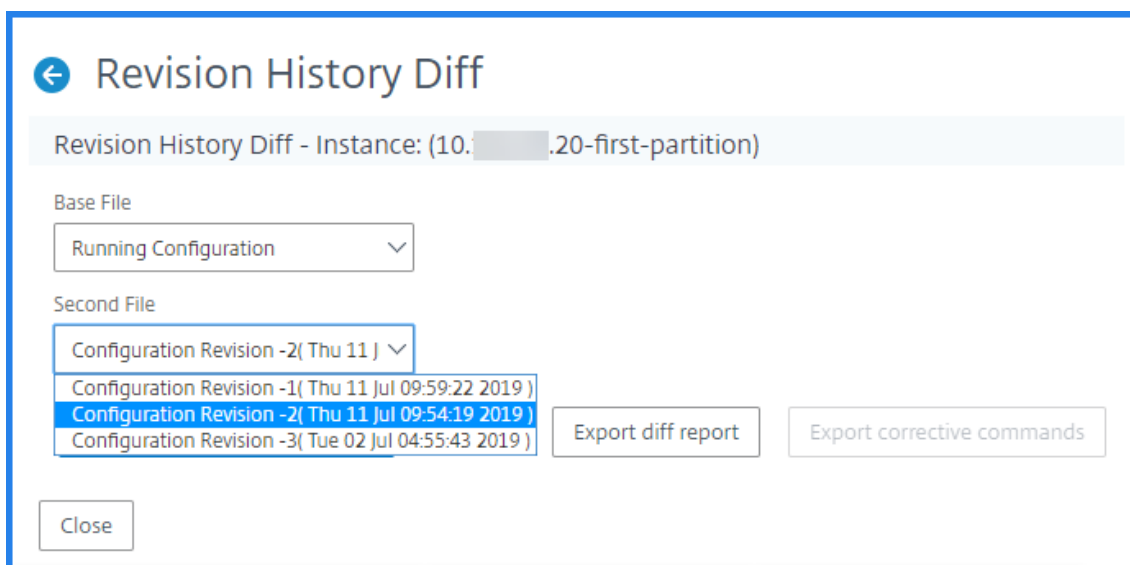 Revision History Diff
Revision History Diff - Instance: (10. .20-first-partition)
Base File
Running Configuration
Second File
Configuration Revision -2( Thu 11 J
Configuration Revision -1( Thu 11 Jul 09:59:22 2019 )
Configuration Revision -2( Thu 11 Jul 09:54:19 2019 )
Configuration Revision -3( Tue 02 Jul 04:55:43 2019 )
Export diff report
Export corrective commands
Close